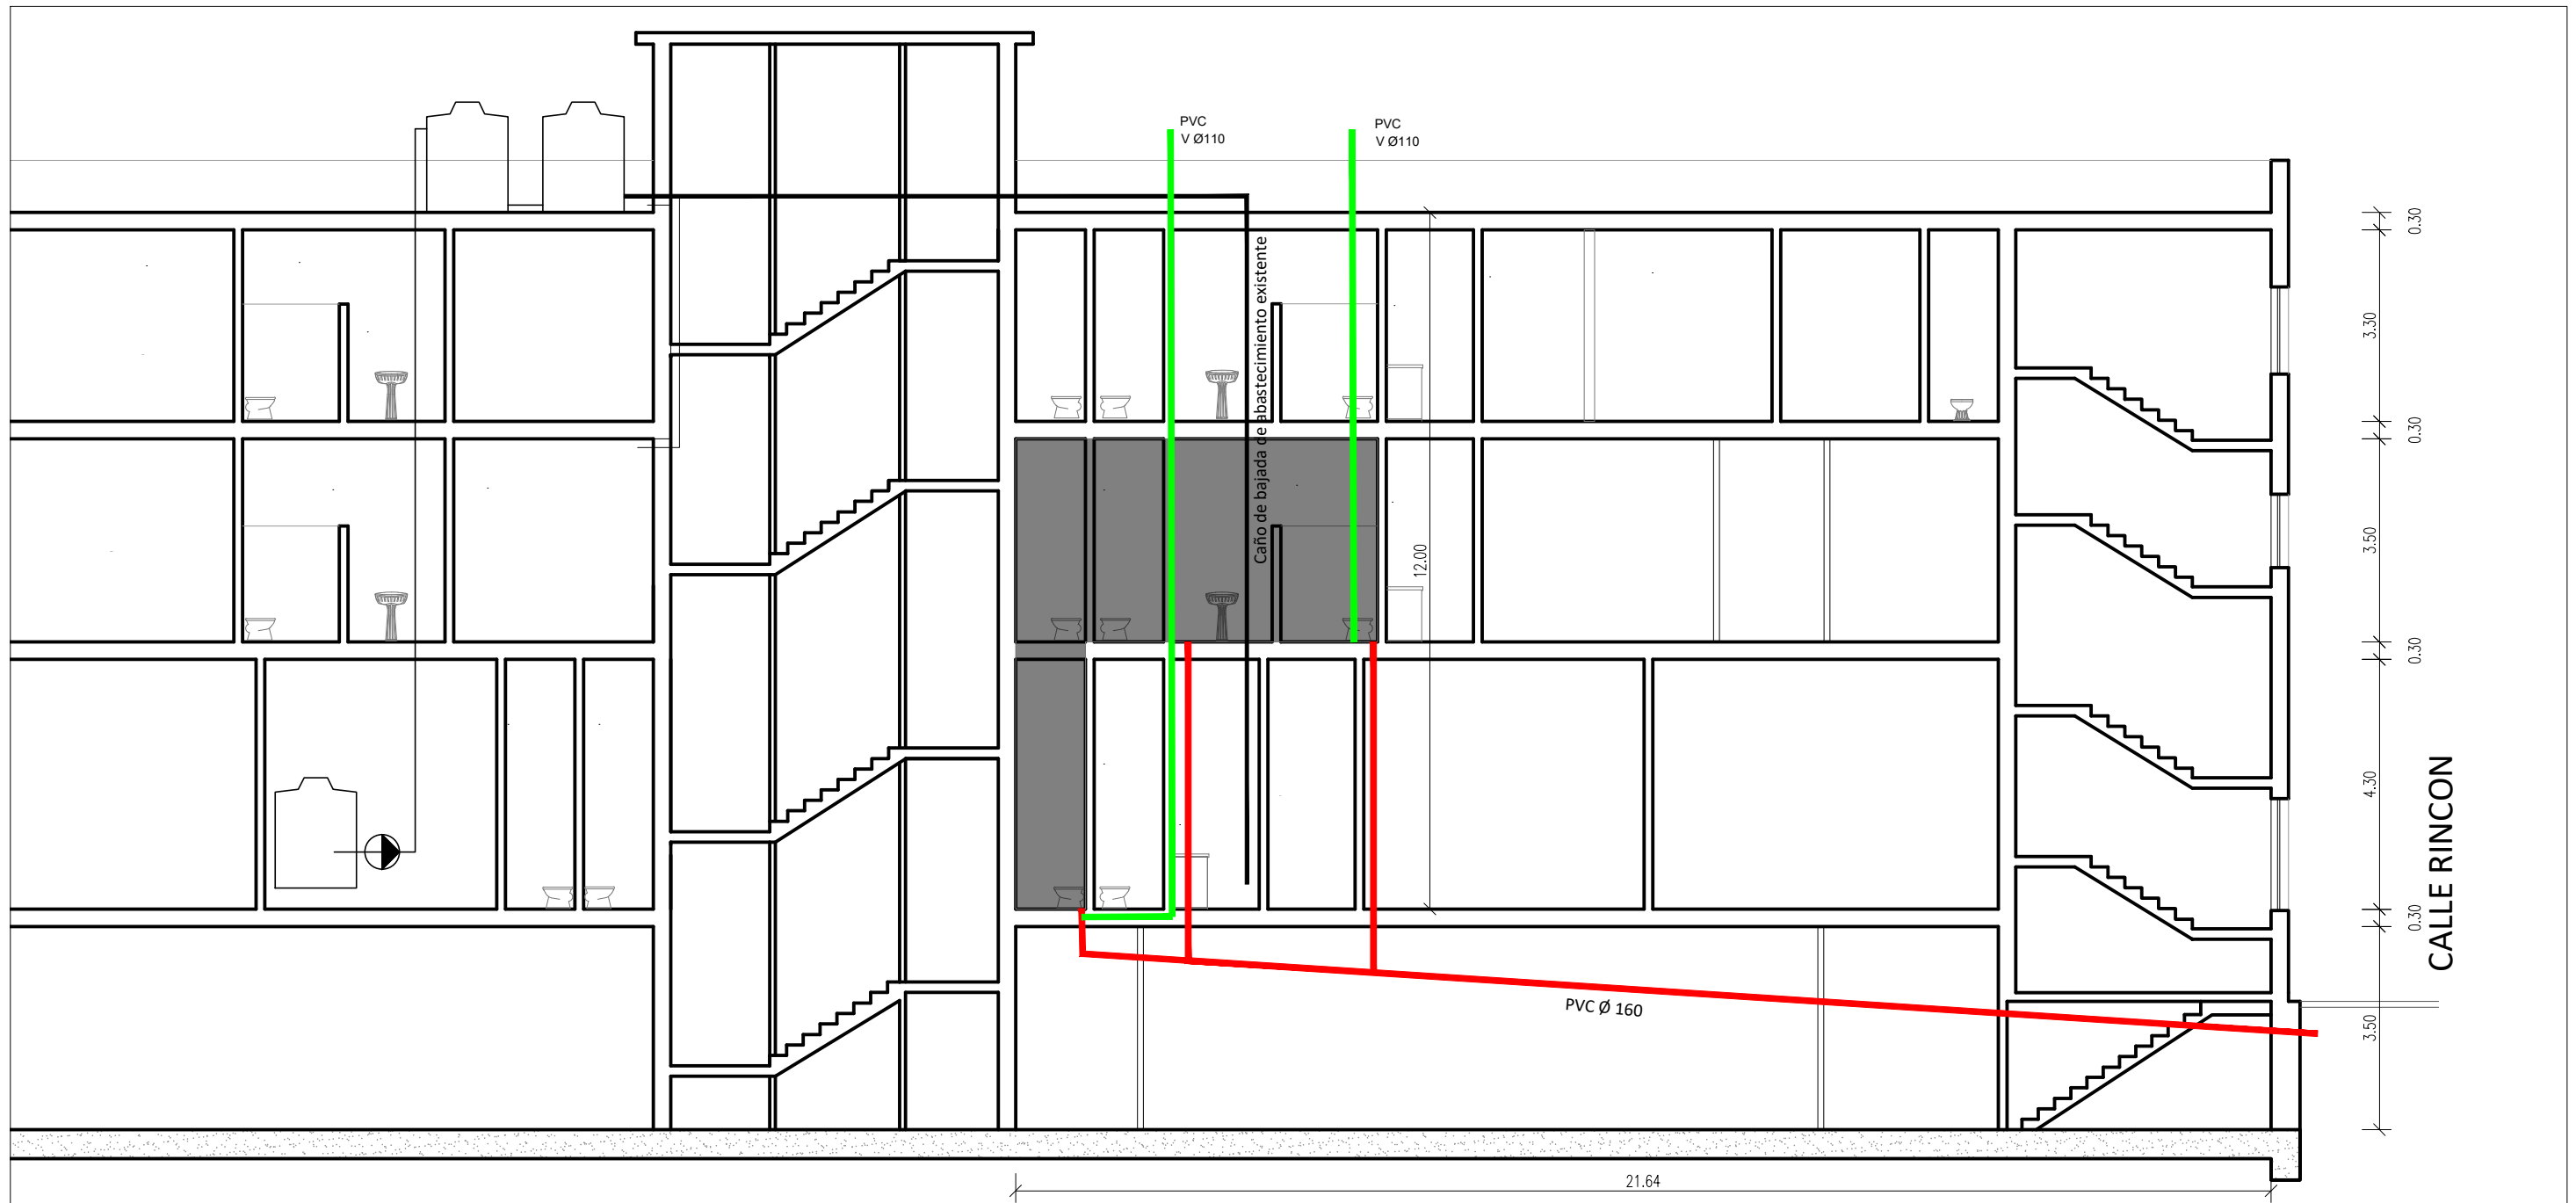 PVC
V Ø110
PVC
V Ø110
Caño de bajada de abastecimiento existente
12.00
0.30
3.30
0.30
3.50
0.30
4.30
0.30
3.50
CALLE RINCON
PVC Ø 160
21.64